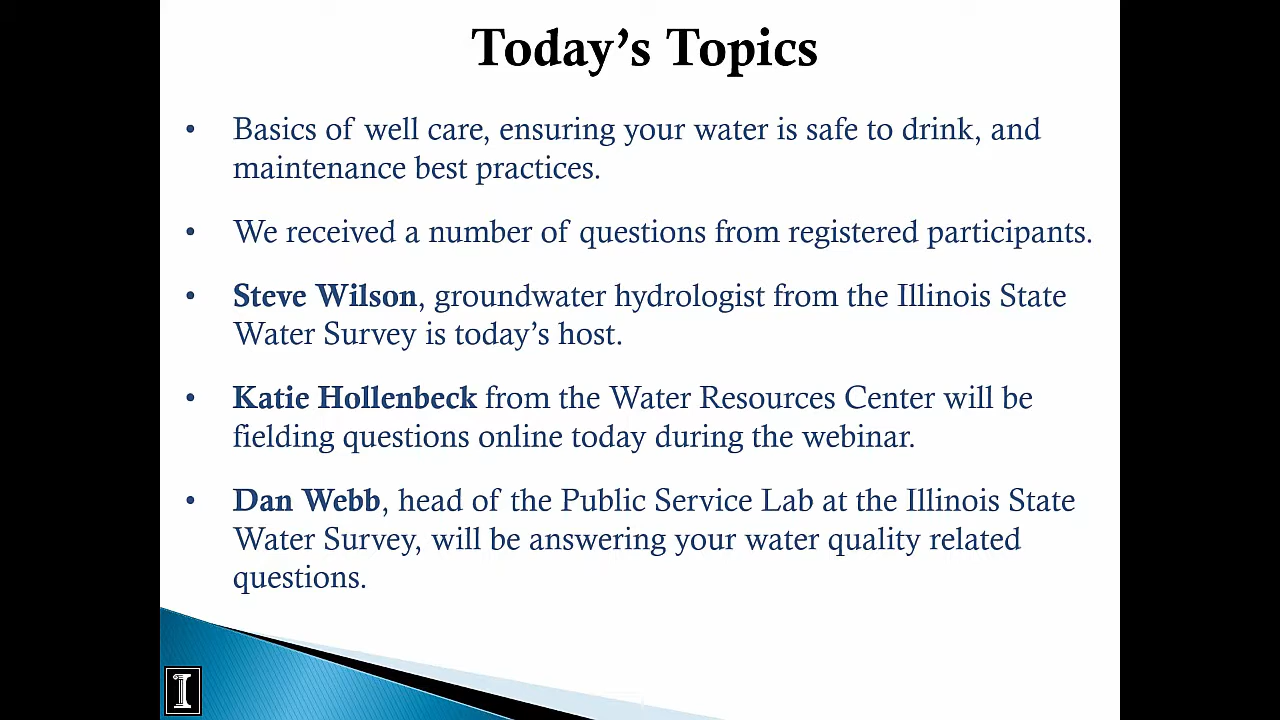 Today’s Topics
• Basics of well care, ensuring your water is safe to drink, and
maintenance best practices.
• We received a number of questions from registered participants.
• Steve Wilson, groundwater hydrologist from the Illinois State
Water Survey is today’s host.
• Katie Hollenbeck from the Water Resources Center will be
fielding questions online today during the webinar.
• Dan Webb, head of the Public Service Lab at the Illinois State
Water Survey, will be answering your water quality related
questions.
I